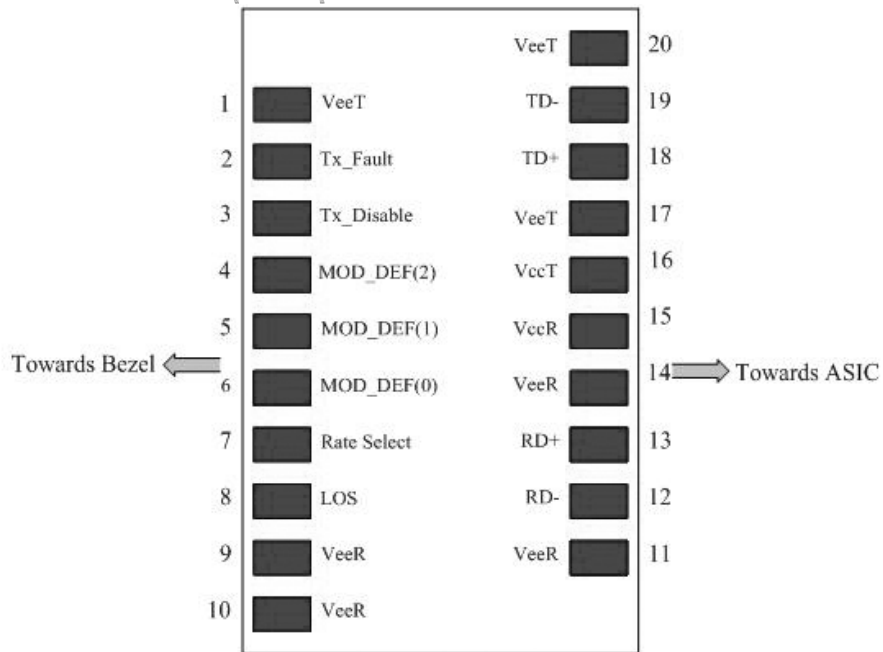 VeeT 20
1 VeeT TD- 19
2 Tx_Fault TD+ 18
3 Tx_Disable VeeT 17
4 MOD_DEF(2) VccT 16
5 MOD_DEF(1) VccR 15
Towards Bezel 6 MOD_DEF(0) VeeR 14 Towards ASIC
7 Rate Select RD+ 13
8 LOS RD- 12
9 VeeR VeeR 11
10 VeeR